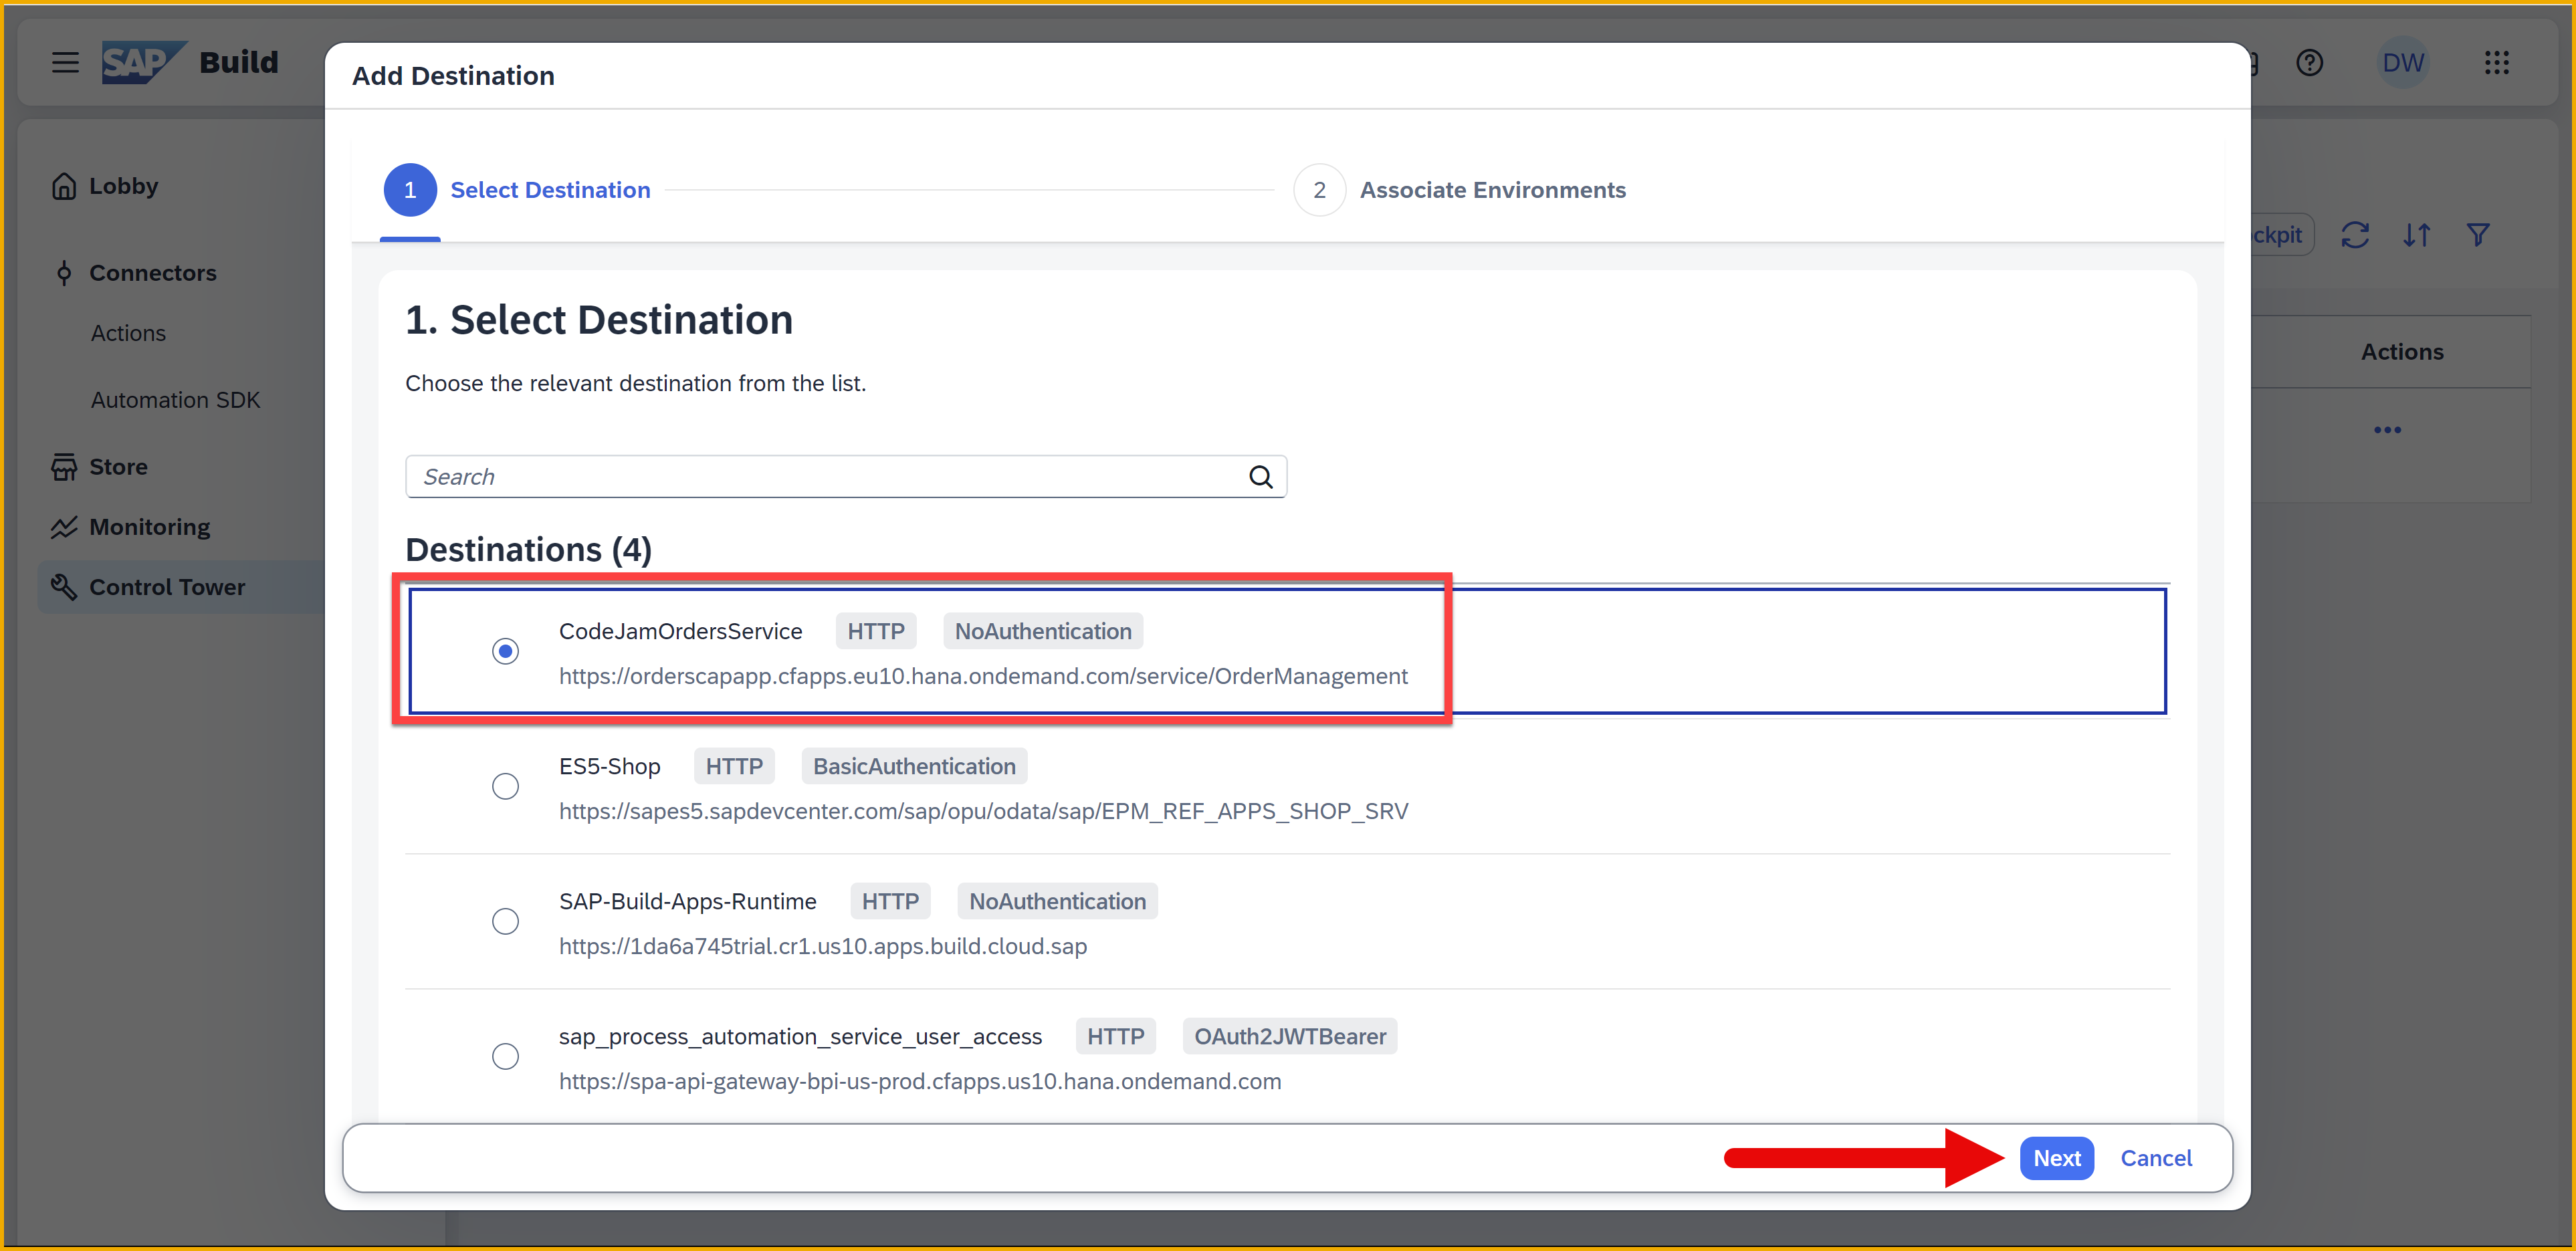 SAP Build
DW
Lobby
Connectors
Actions
Automation SDK
Store
Monitoring
Control Tower
Add Destination
1 Select Destination
2 Associate Environments
1. Select Destination
Choose the relevant destination from the list.
Search
Destinations (4)
CodeJamOrdersService HTTP NoAuthentication
https://orderscapapp.cfapps.eu10.hana.ondemand.com/service/OrderManagement
ES5-Shop HTTP BasicAuthentication
https://sapes5.sapdevcenter.com/sap/opu/odata/sap/EPM_REF_APPS_SHOP_SRV
SAP-Build-Apps-Runtime HTTP NoAuthentication
https://1da6a745trial.cr1.us10.apps.build.cloud.sap
sap_process_automation_service_user_access HTTP OAuth2JWTBearer
https://spa-api-gateway-bpi-us-prod.cfapps.us10.hana.ondemand.com
Next Cancel
ckpit
Actions